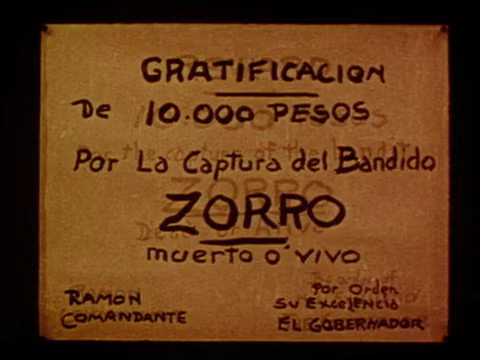 GRATIFICACION
De 10.000 PESOS
Por La Captura del Bandido
ZORRO
muerto o' vivo
RAMON
COMANDANTE
Por Orden
Su Excelencia
EL GOBERNADOR